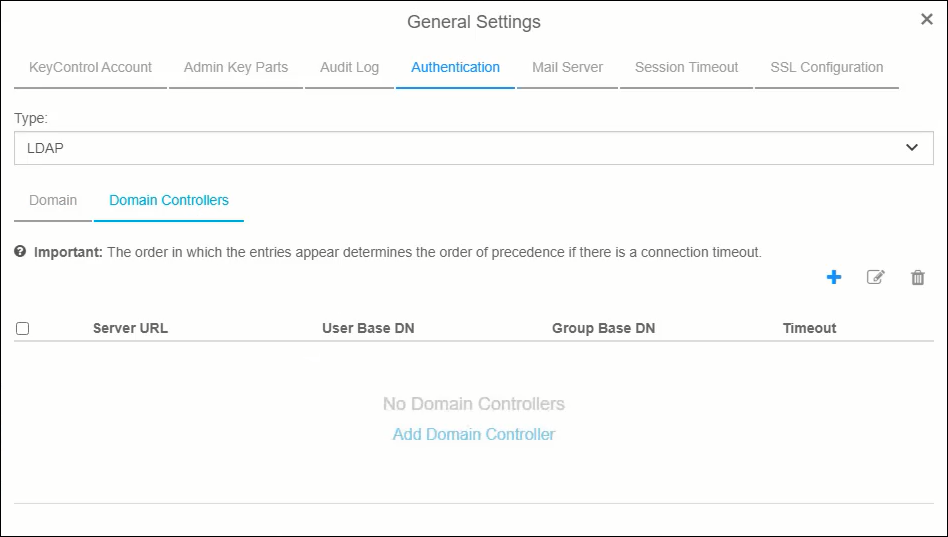 General Settings
KeyControl Account Admin Key Parts Audit Log Authentication Mail Server Session Timeout SSL Configuration
Type:
LDAP
Domain Domain Controllers
Important: The order in which the entries appear determines the order of precedence if there is a connection timeout.
Server URL User Base DN Group Base DN Timeout
No Domain Controllers
Add Domain Controller